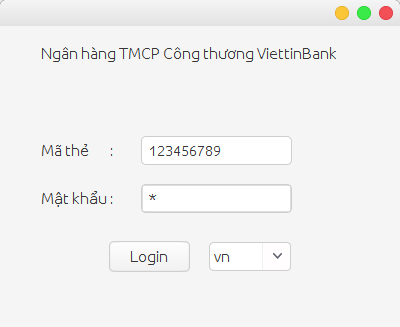 Ngân hàng TMCP Công thương ViettinBank
Mã thẻ : 123456789
Mật khẩu : *
Login vn